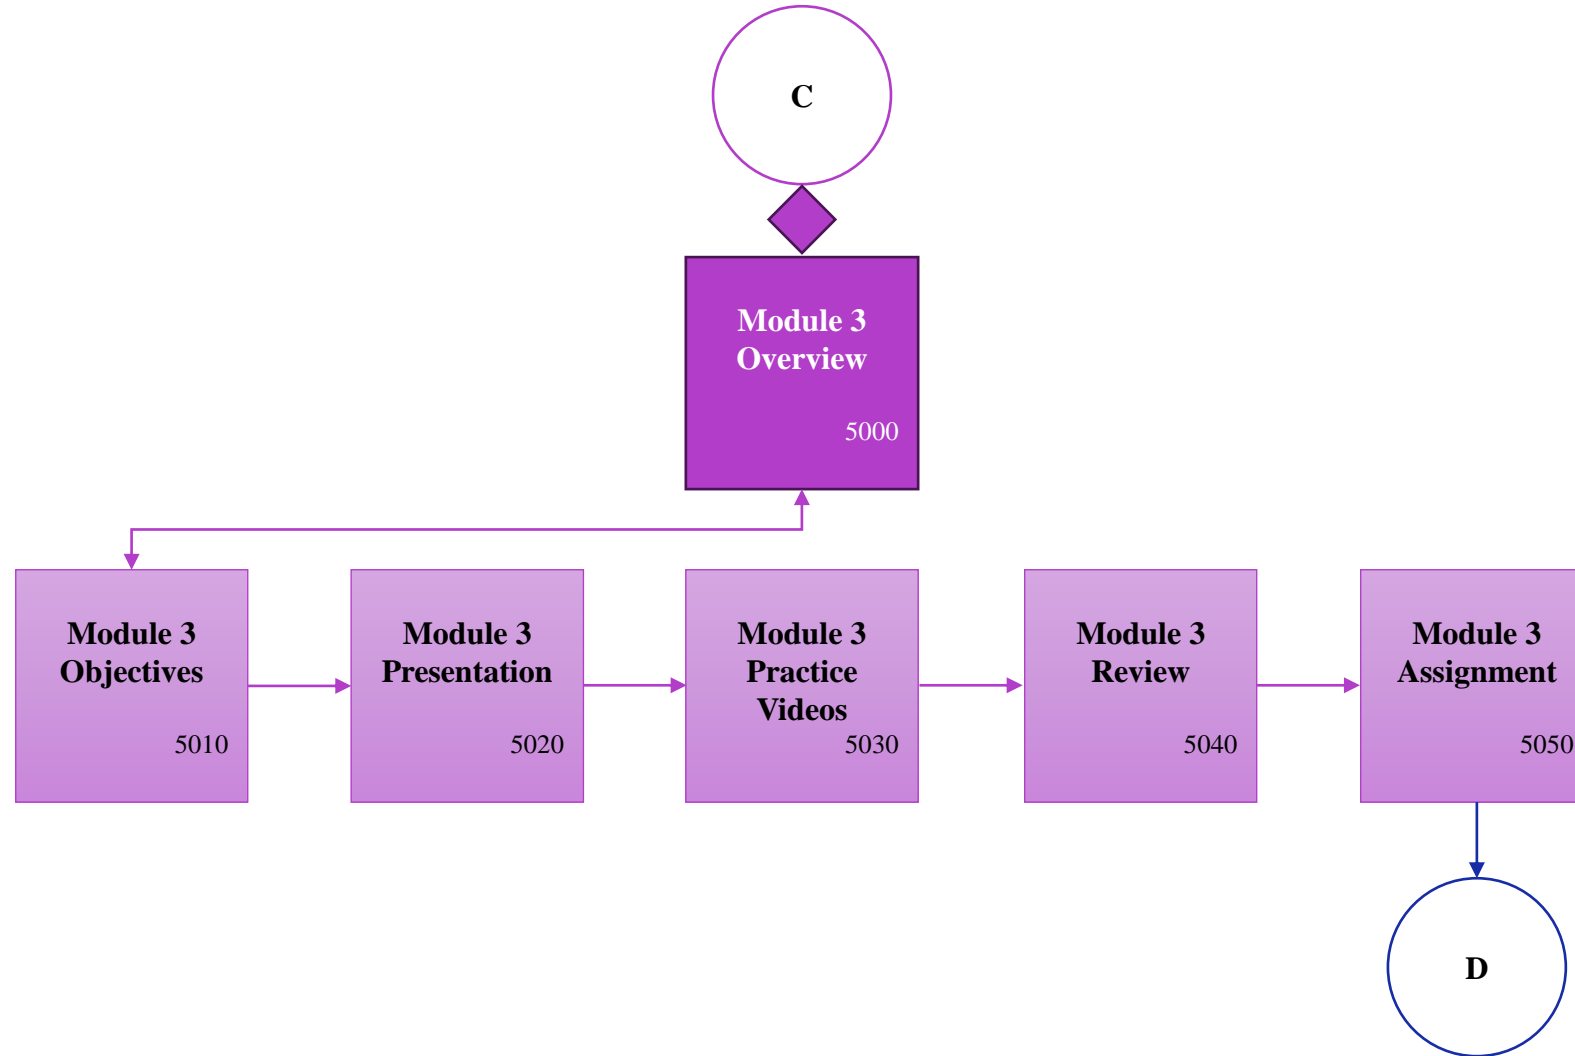 C
Module 3
Overview
5000
Module 3
Objectives
5010
Module 3
Presentation
5020
Module 3
Practice
Videos
5030
Module 3
Review
5040
Module 3
Assignment
5050
D